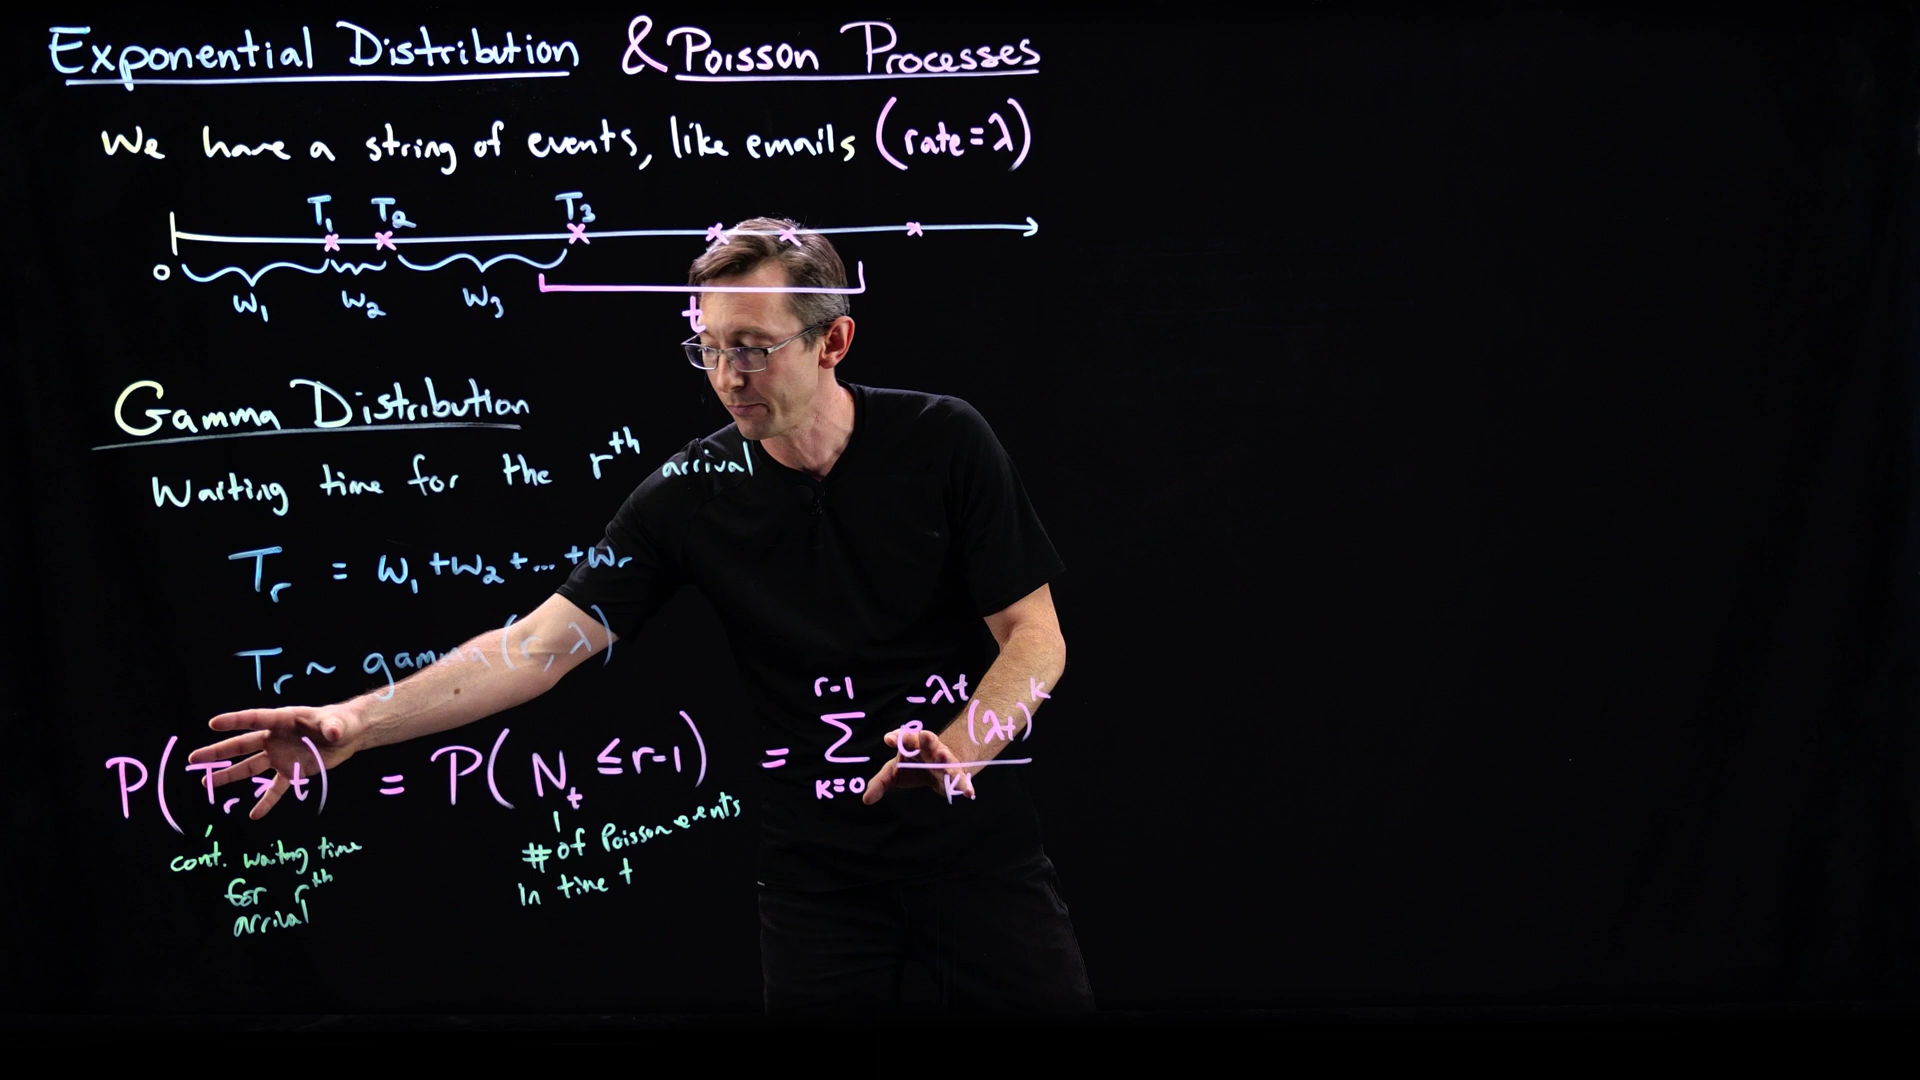 Exponential Distribution & Poisson Processes
We have a string of events, like emails (rate = λ)
T₁ T₂ T₃
0
W₁ W₂ W₃
t
Gamma Distribution
Waiting time for the rᵗʰ arrival
Tᵣ = W₁ + W₂ + ... + Wᵣ
Tᵣ ~ gamma(r, λ)
P(Tᵣ > t) = P(Nₜ ≤ r-1) = Σ_{k=0}^{r-1} e^{-λt} (λt)^k / k!
cont. waiting time
for rᵗʰ
arrival
# of Poisson events
in time t